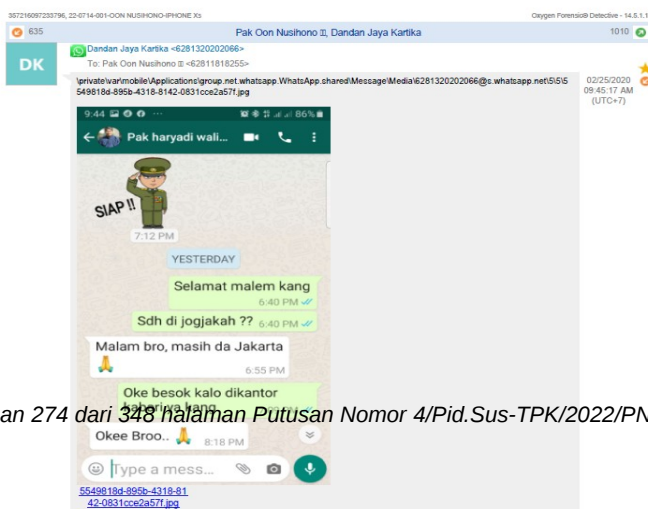 357216097233796, 22-0714-001-OON NUSIHONO-IPHONE Xs
Oxygen Forensic® Detective - 14.5.1.1
635
Pak Oon Nusihono, Dandan Jaya Kartika
1010
DK
Dandan Jaya Kartika <6281320202066>
To: Pak Oon Nusihono <62811818255>
\private\var\mobile\Applications\group.net.whatsapp.WhatsApp.shared\Message\Media\6281320202066@s.whatsapp.net\5\5\5
549818d-895b-4318-8142-0831cce2a57f.jpg
02/25/2020
09:45:17 AM
(UTC+7)
9:44
86%
Pak haryadi wali...
SIAP!!
7:12 PM
YESTERDAY
Selamat malem kang
6:40 PM
Sdh di jogjakah ??
6:40 PM
Malam bro, masih da Jakarta
6:55 PM
Oke besok kalo dikantor
kabari ya kang
an 274 dari 348 halaman Putusan Nomor 4/Pid.Sus-TPK/2022/PN
Okee Broo..
8:18 PM
Type a mess...
5549818d-895b-4318-81
42-0831cce2a57f.jpg